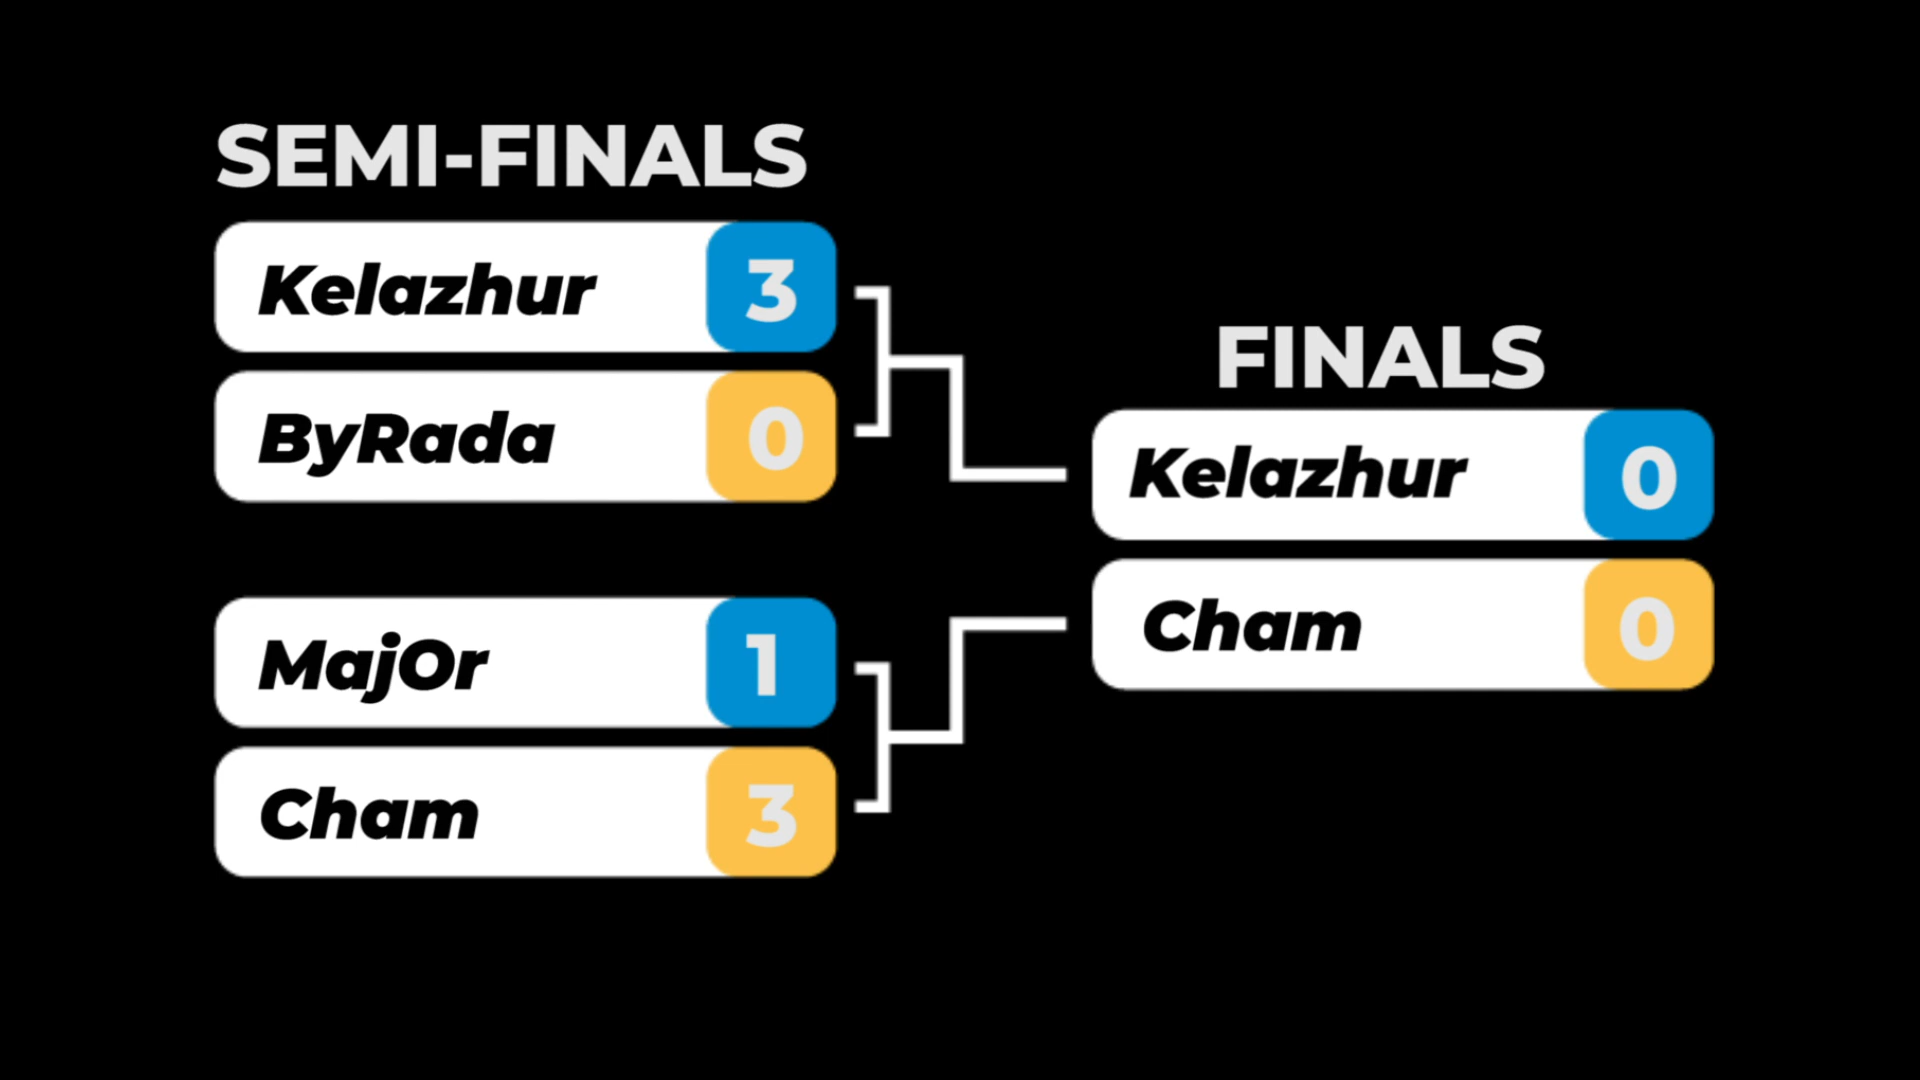 SEMI-FINALS
Kelazhur 3
ByRada 0
MajOr 1
Cham 3
FINALS
Kelazhur 0
Cham 0